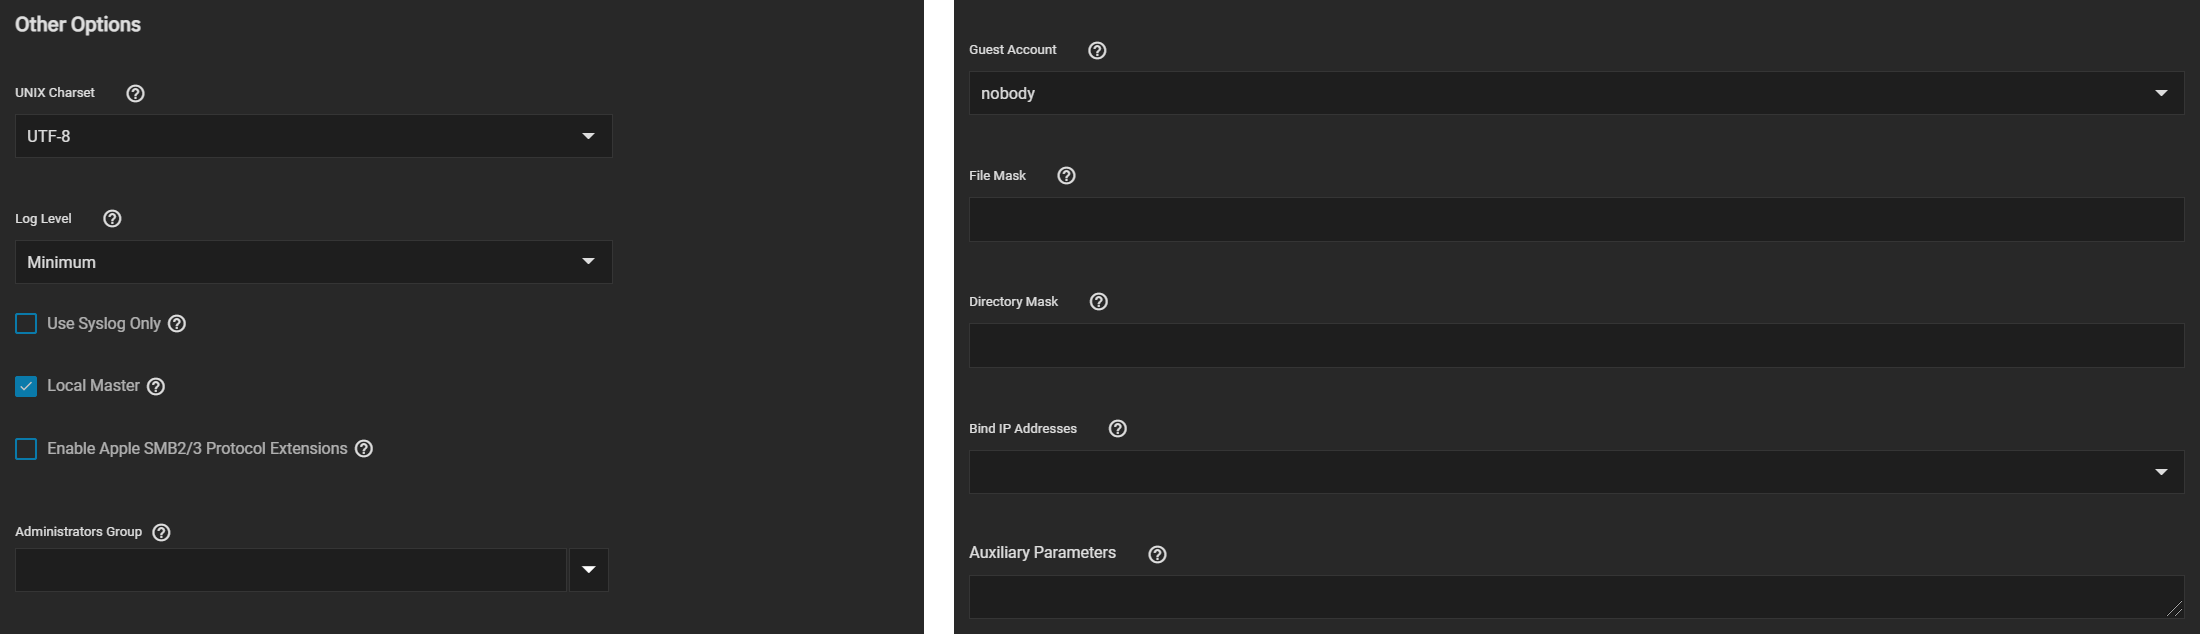 Other Options
UNIX Charset
UTF-8
Log Level
Minimum
Use Syslog Only
Local Master
Enable Apple SMB2/3 Protocol Extensions
Administrators Group
Guest Account
nobody
File Mask
Directory Mask
Bind IP Addresses
Auxiliary Parameters